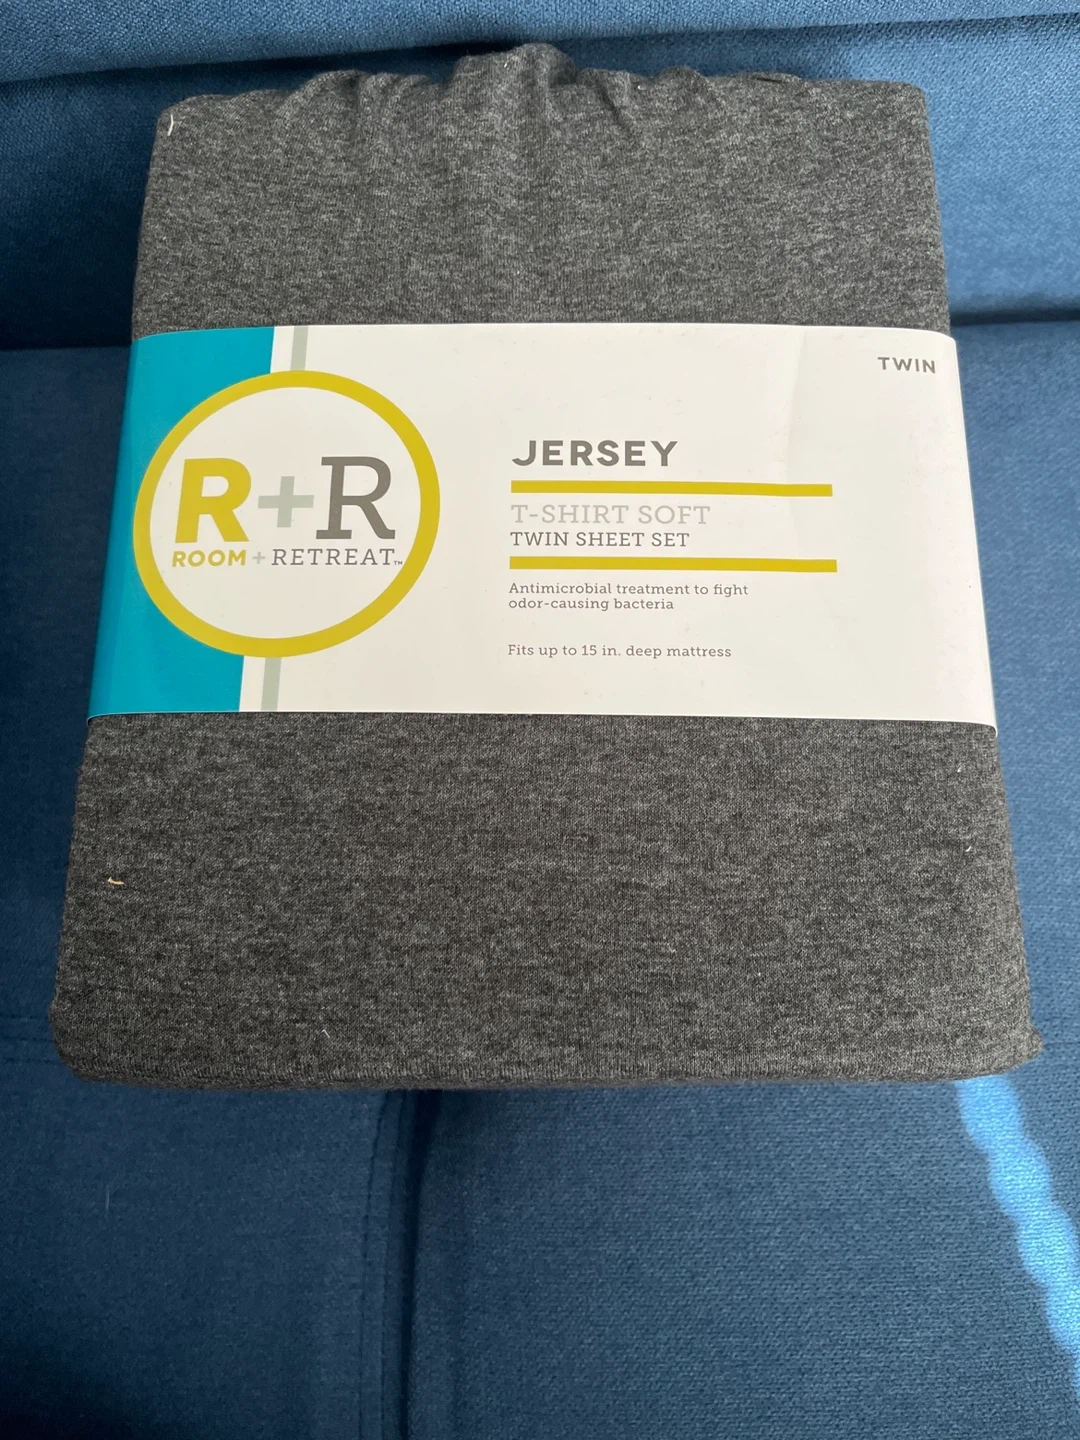 TWIN
R+R
ROOM + RETREAT™
JERSEY
T-SHIRT SOFT
TWIN SHEET SET
Antimicrobial treatment to fight
odor-causing bacteria
Fits up to 15 in. deep mattress